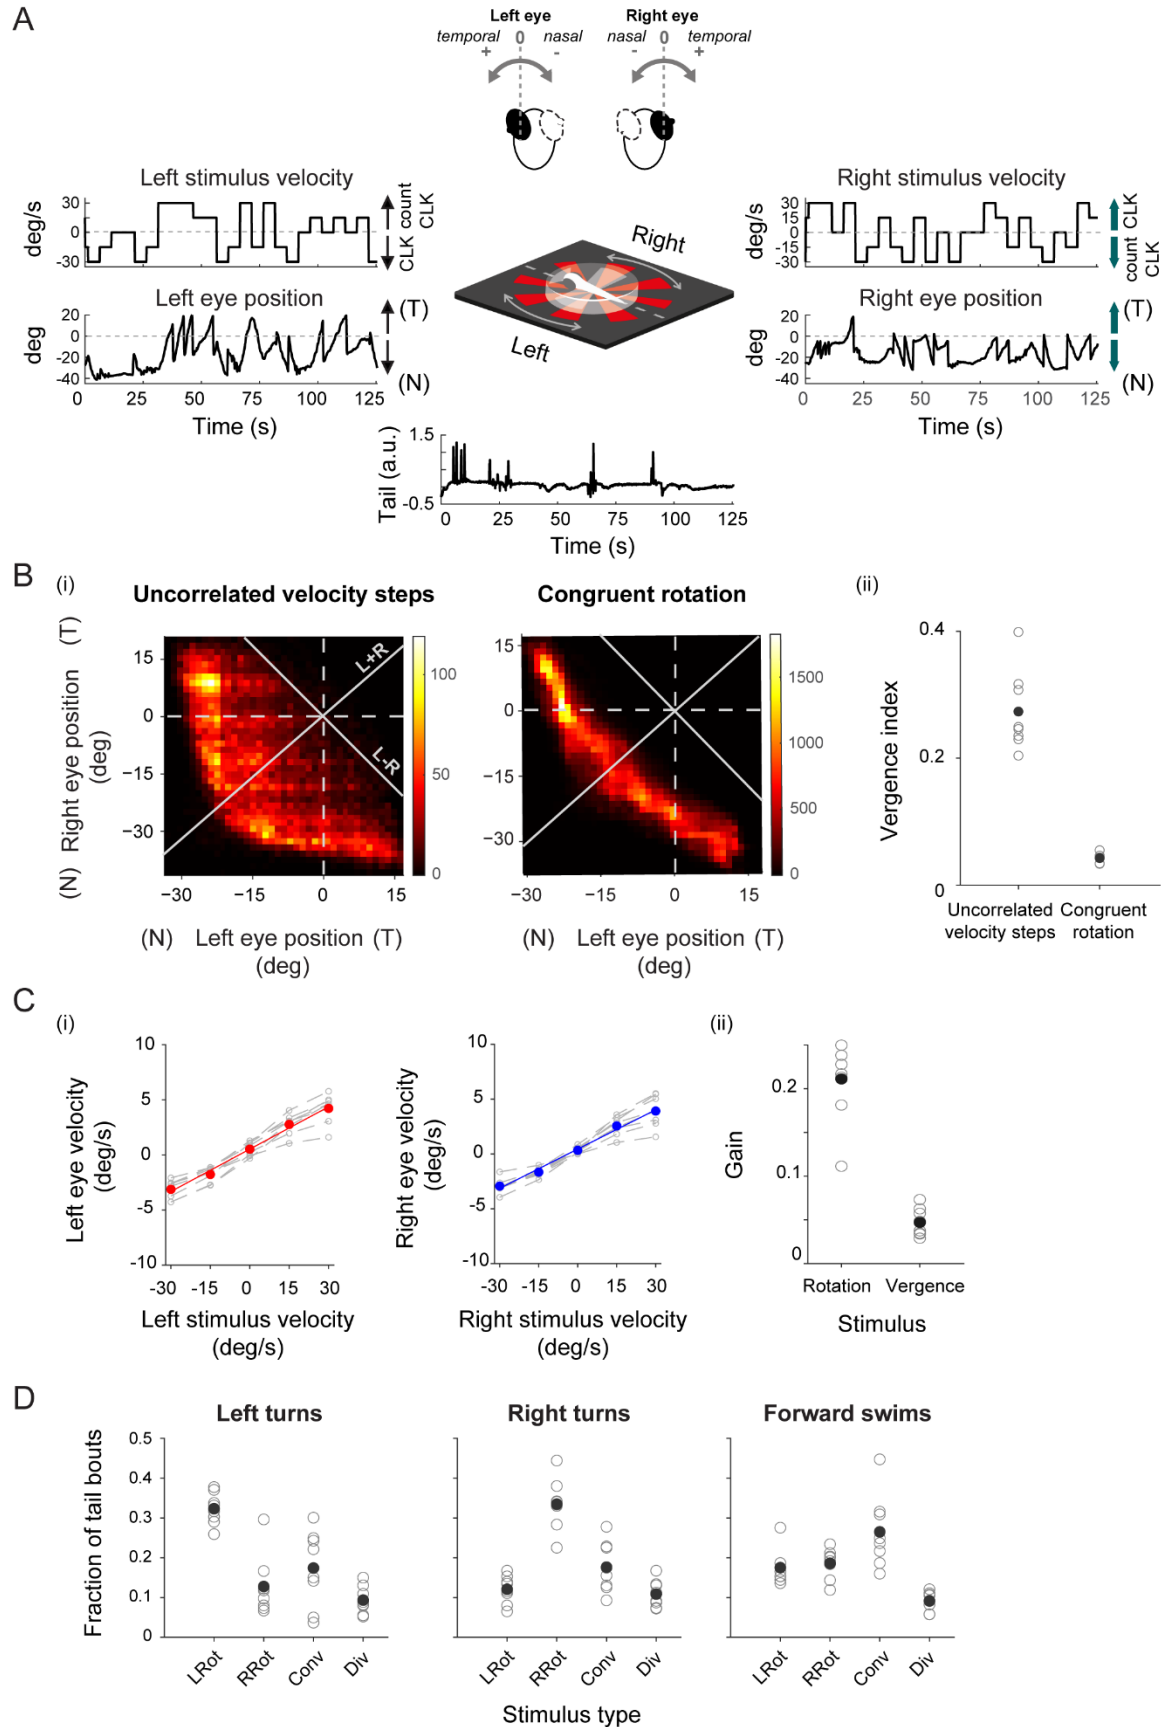 A
Left eye
Right eye
temporal 0 nasal
nasal 0 temporal
+ -
- +
Left stimulus velocity
deg/s
30
0
-30
count
CLK
CLK
Left eye position
deg
20
0
-20
-40
(T)
(N)
0 25 50 75 100 125
Time (s)
Right
Left
Right stimulus velocity
deg/s
30
15
0
-15
-30
CLK
count
CLK
Right eye position
deg
20
0
-20
-40
(T)
(N)
0 25 50 75 100 125
Time (s)
Tail (a.u.)
1.5
-0.5
0 25 50 75 100 125
Time (s)
B
(i)
Uncorrelated velocity steps
(N) Right eye position (T)
(deg)
15
0
-15
-30
L+R
L-R
100
50
0
-30 0 15
(N) Left eye position (T)
(deg)
Congruent rotation
15
0
-15
-30
1500
1000
500
0
-30 -15 0 15
(N) Left eye position (T)
(deg)
(ii)
Vergence index
0.4
0.2
0
Uncorrelated
velocity steps
Congruent
rotation
C
(i)
Left eye velocity
(deg/s)
10
5
0
-5
-10
-30 -15 0 15 30
Left stimulus velocity
(deg/s)
Right eye velocity
(deg/s)
10
5
0
-5
-10
-30 -15 0 15 30
Right stimulus velocity
(deg/s)
(ii)
Gain
0.2
0.1
0
Rotation Vergence
Stimulus
D
Left turns
Right turns
Forward swims
Fraction of tail bouts
0.5
0.4
0.3
0.2
0.1
0
LRot RRot Conv Div
LRot RRot Conv Div
LRot RRot Conv Div
Stimulus type